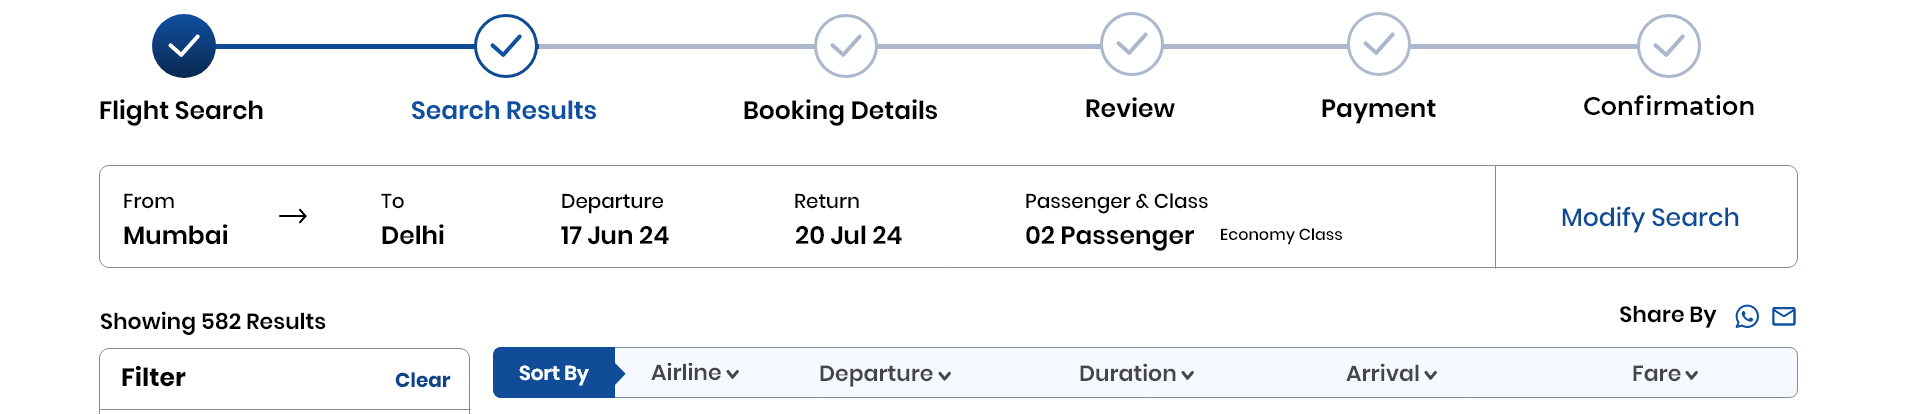 Flight Search Search Results Booking Details Review Payment Confirmation
From To Departure Return Passenger & Class
Mumbai Delhi 17 Jun 24 20 Jul 24 02 Passenger Economy Class
Modify Search
Showing 582 Results
Share By
Filter Clear
Sort By Airline Departure Duration Arrival Fare